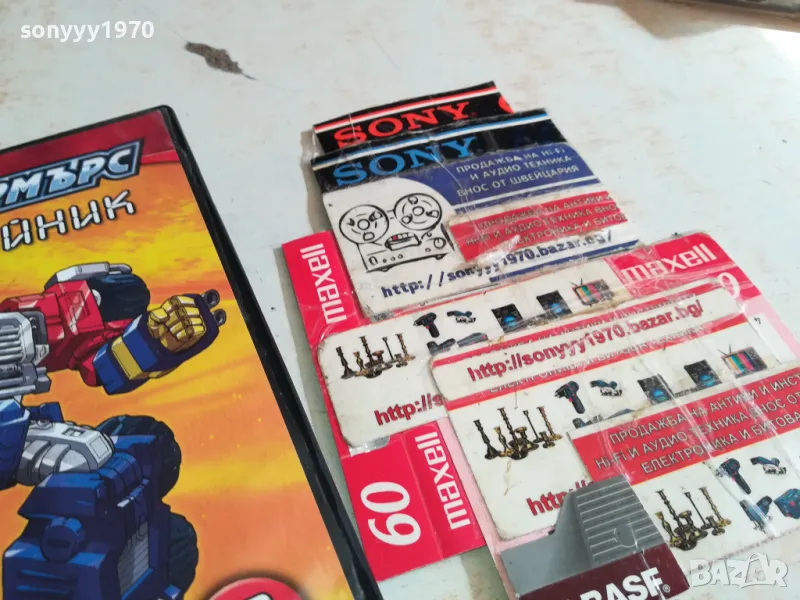 sonyyy1970
SONY
SONY
ПРОДАЖБА НА Hi-Fi
И АУДИО ТЕХНИКА
ВНОС ОТ ШВЕЙЦАРИЯ
http://sonyyy1970.bazar.bg/
РМЪРС
ЙНИК
maxell
maxell
http://sonyyy1970.bazar.bg/
ПРОДАЖБА НА АНТИКИ И ИНСТ
Hi-Fi И АУДИО ТЕХНИКА ВНОС ОТ
ЕЛЕКТРОНИКА И БИТОВА
maxell
60
BASF
BAZAR